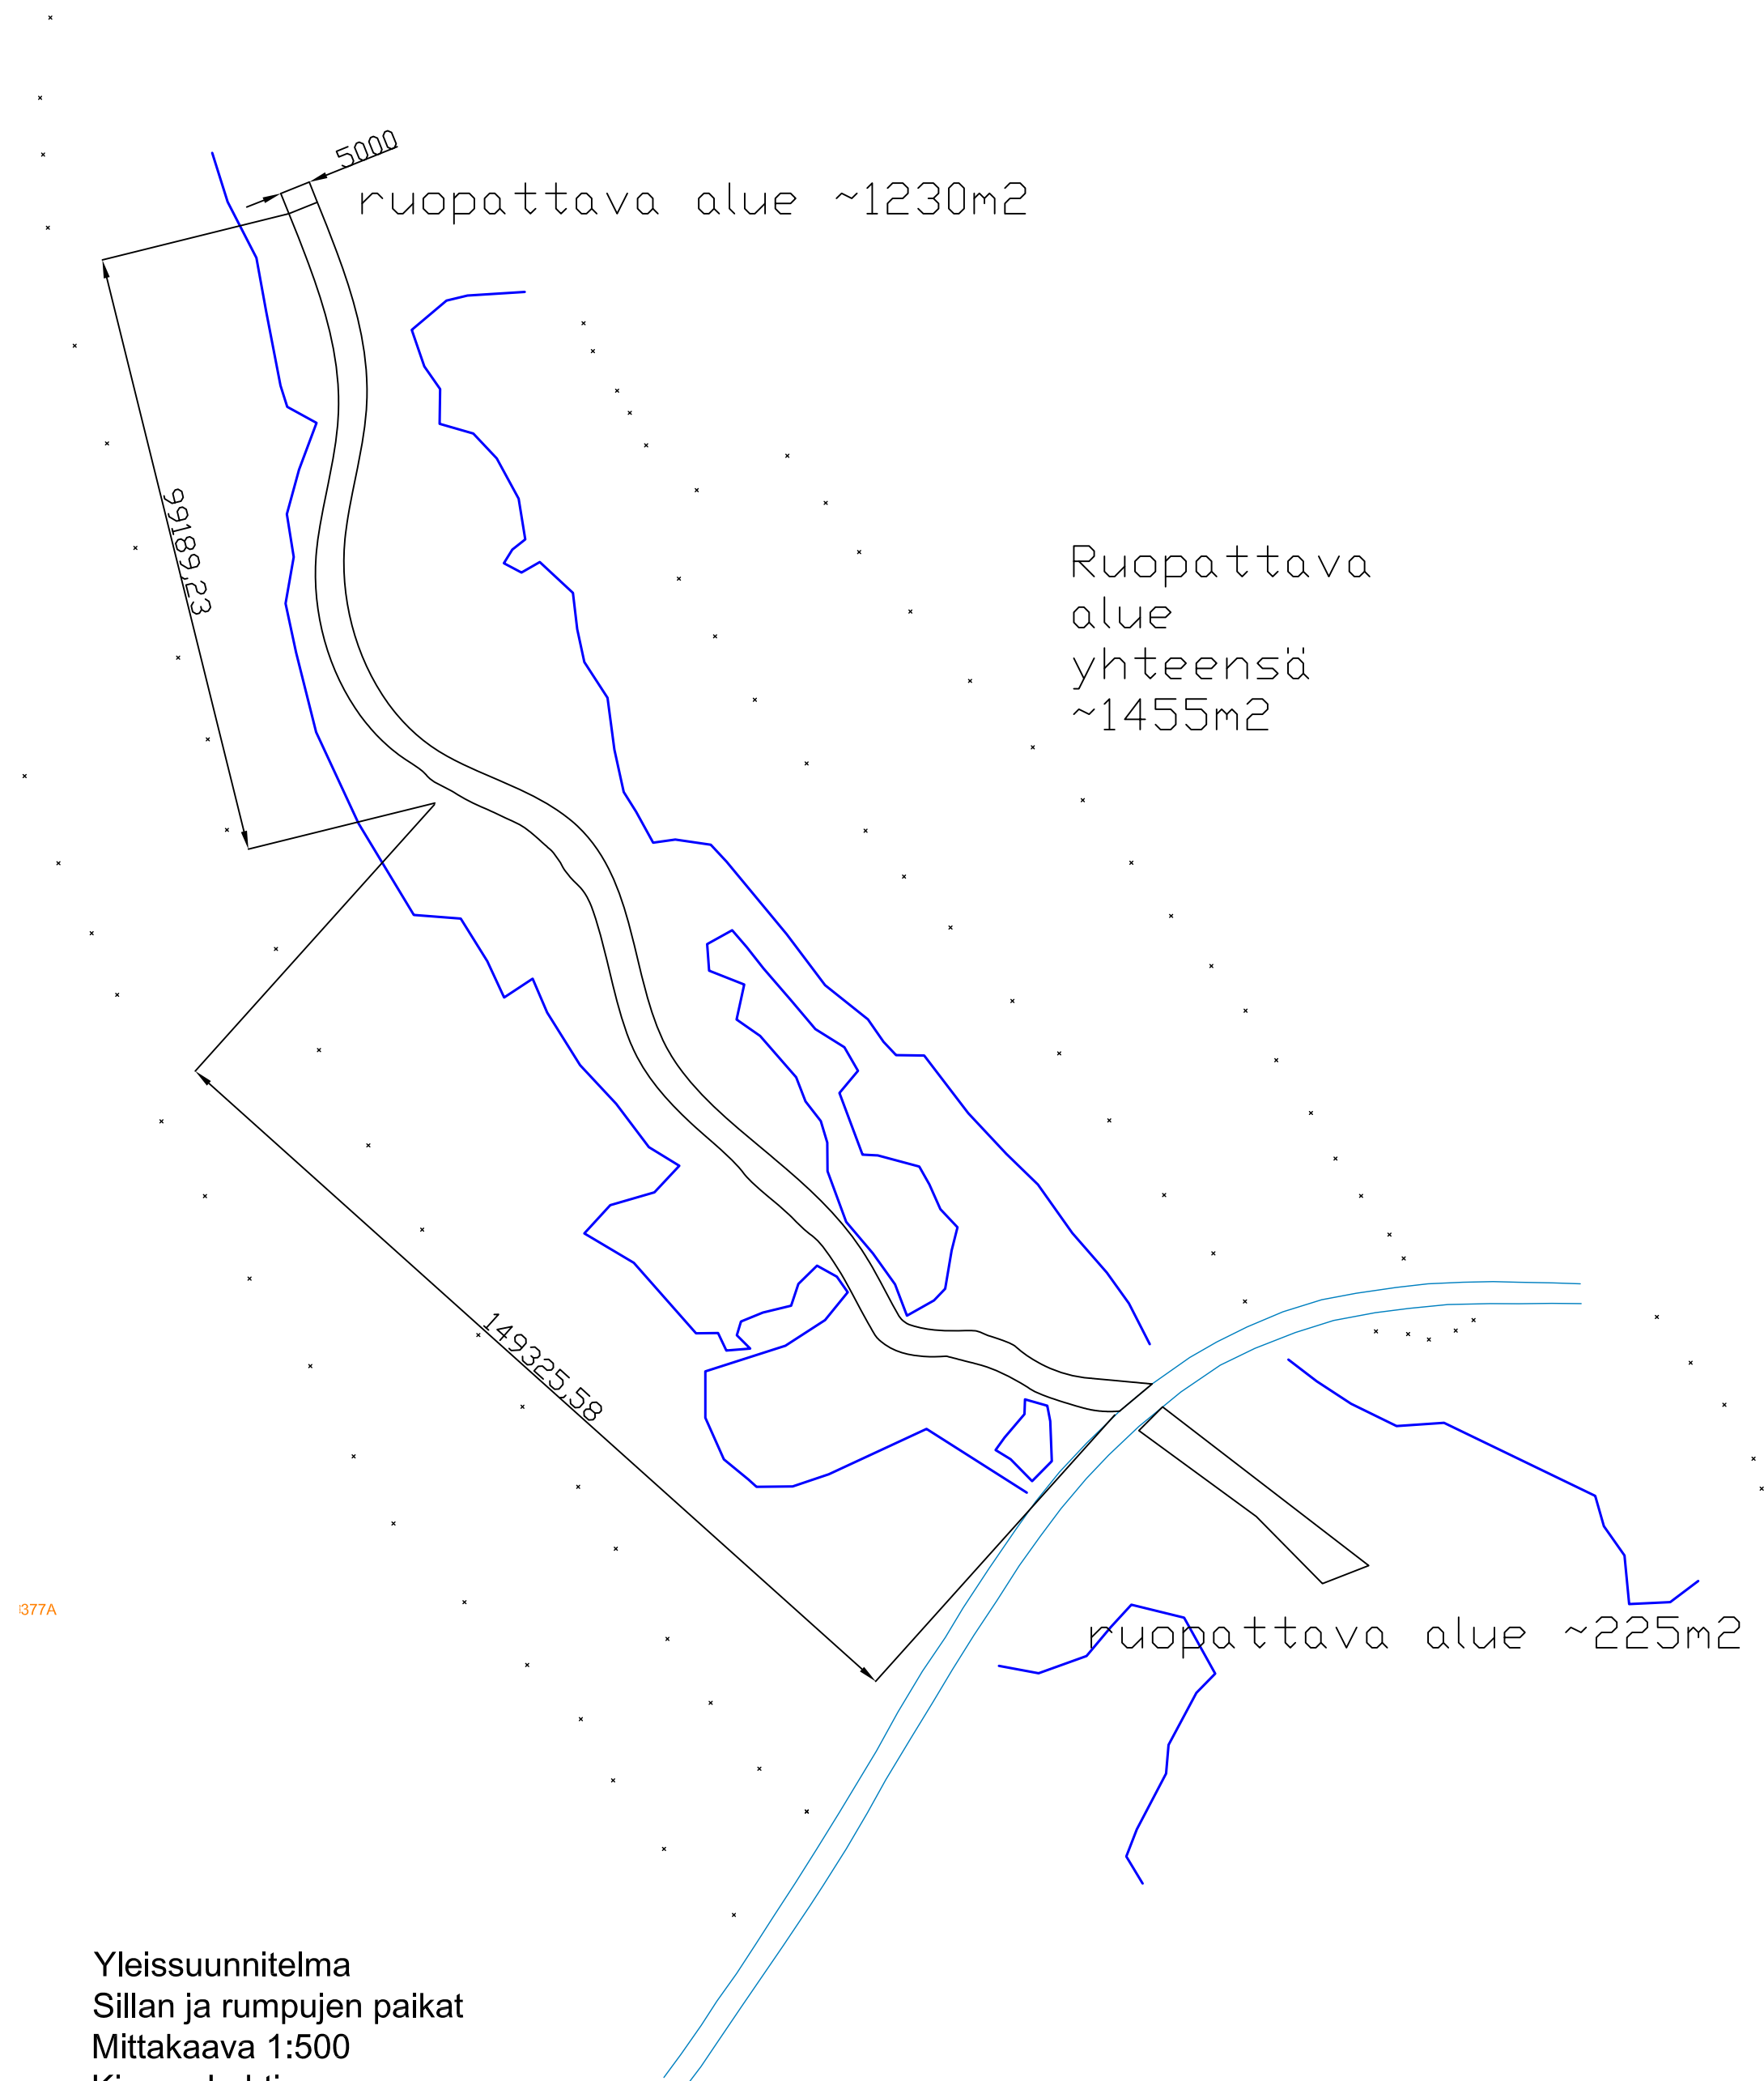 5000
ruopattava alue ~1230m2
99189,23
Ruopattava
alue
yhteensä
~1455m2
149325,58
377A
ruopattava alue ~225m2
Yleissuunnitelma
Sillan ja rumpujen paikat
Mittakaava 1:500